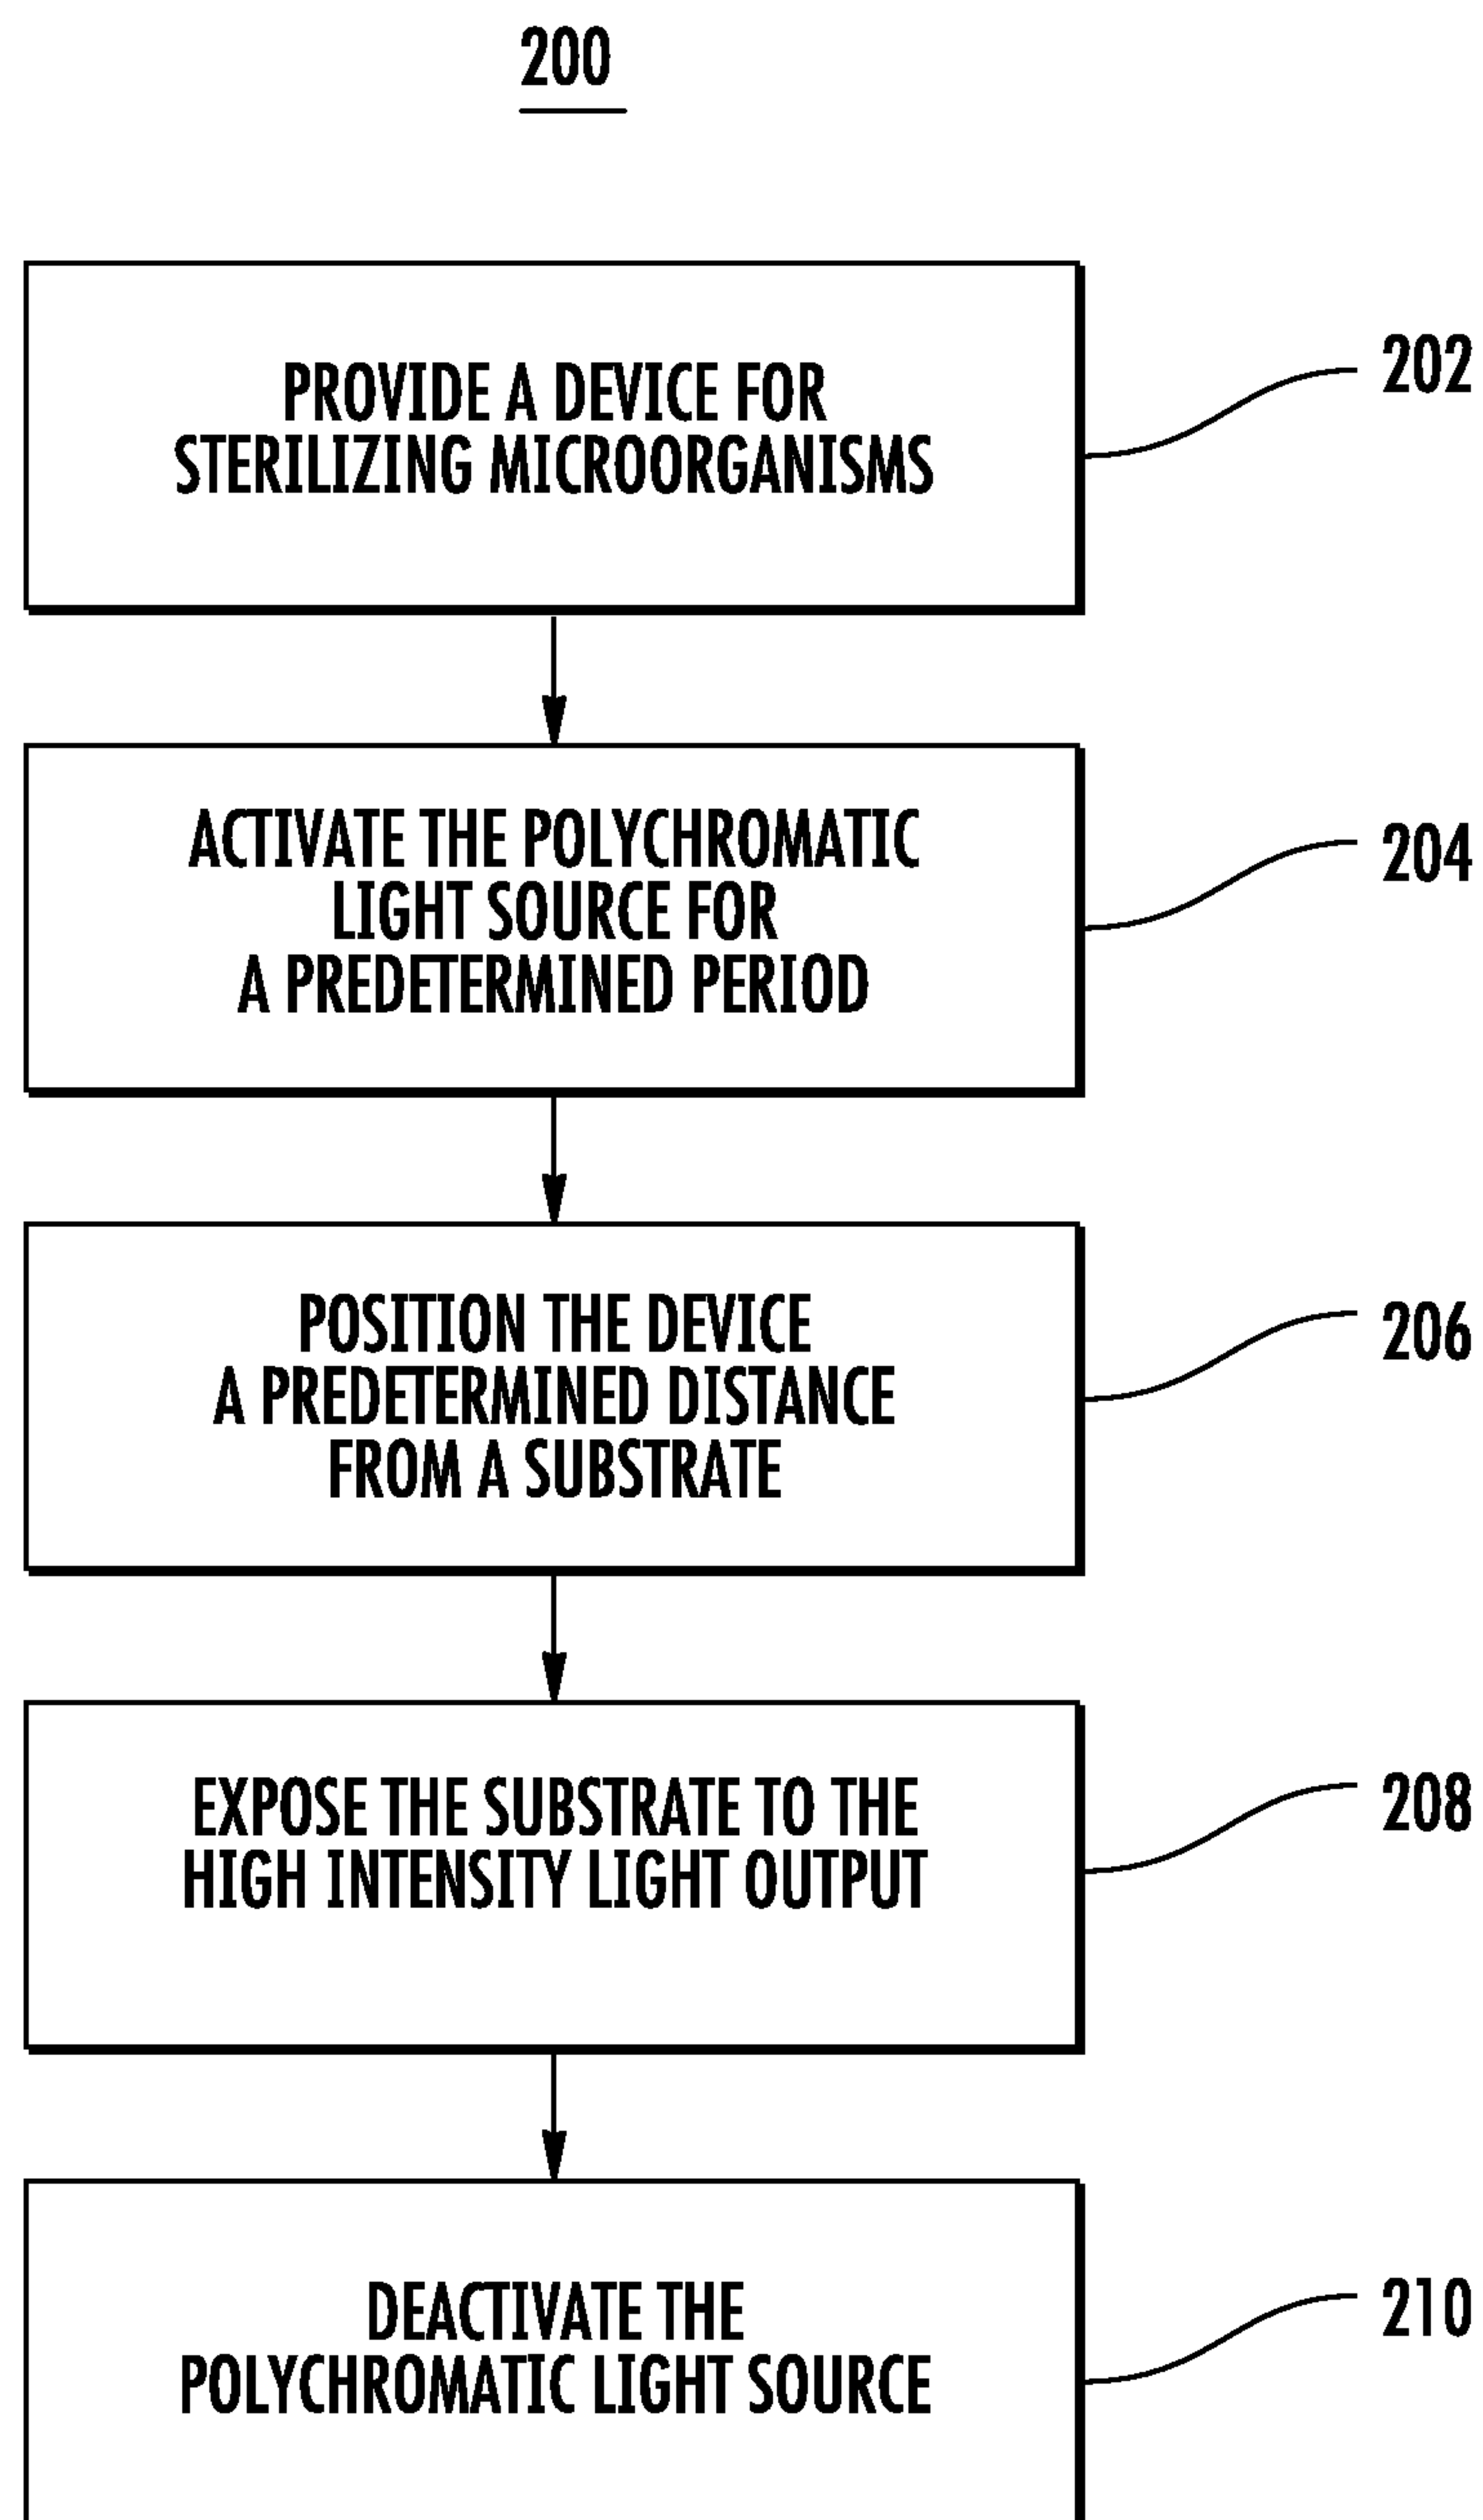 200
PROVIDE A DEVICE FOR
STERILIZING MICROORGANISMS
202
ACTIVATE THE POLYCHROMATIC
LIGHT SOURCE FOR
A PREDETERMINED PERIOD
204
POSITION THE DEVICE
A PREDETERMINED DISTANCE
FROM A SUBSTRATE
206
EXPOSE THE SUBSTRATE TO THE
HIGH INTENSITY LIGHT OUTPUT
208
DEACTIVATE THE
POLYCHROMATIC LIGHT SOURCE
210